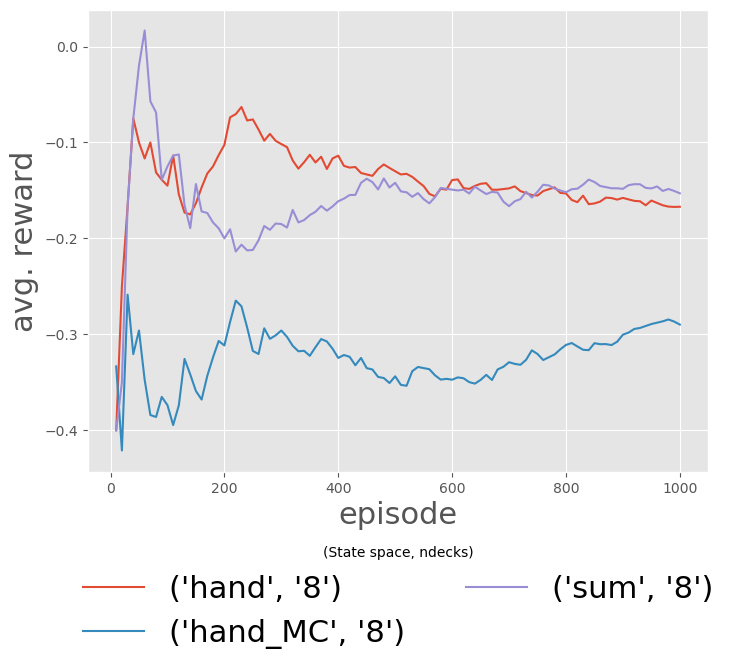 0.0
−0.1
−0.2
−0.3
−0.4
avg. reward
0 200 400 600 800 1000
episode
(State space, ndecks)
('hand', '8') ('sum', '8')
('hand_MC', '8')